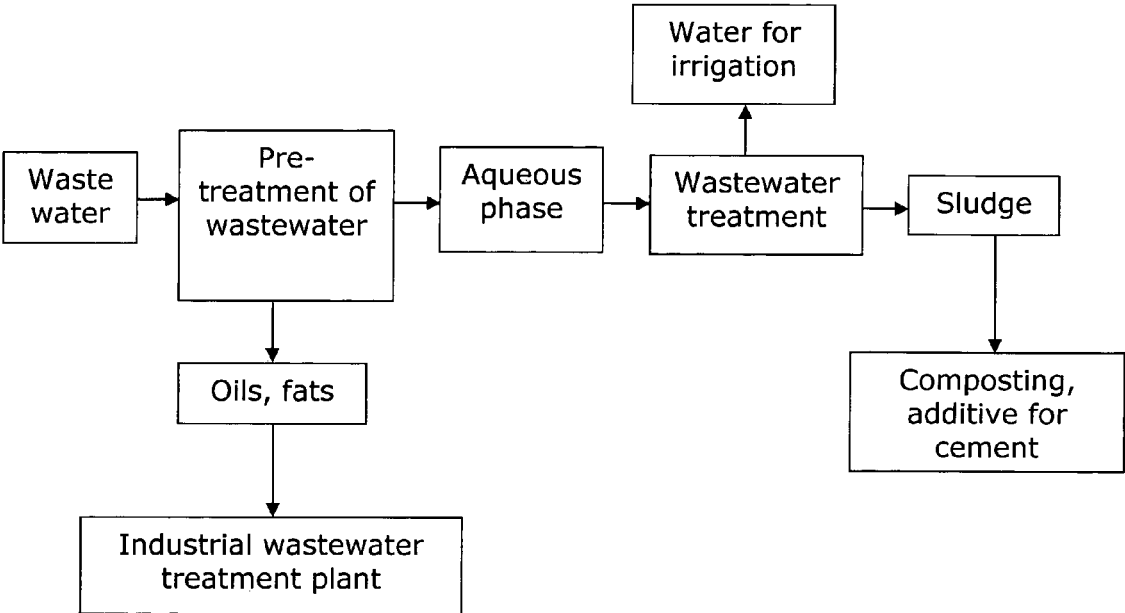 Water for
irrigation
Waste
water
Pre-
treatment of
wastewater
Aqueous
phase
Wastewater
treatment
Sludge
Oils, fats
Composting,
additive for
cement
Industrial wastewater
treatment plant